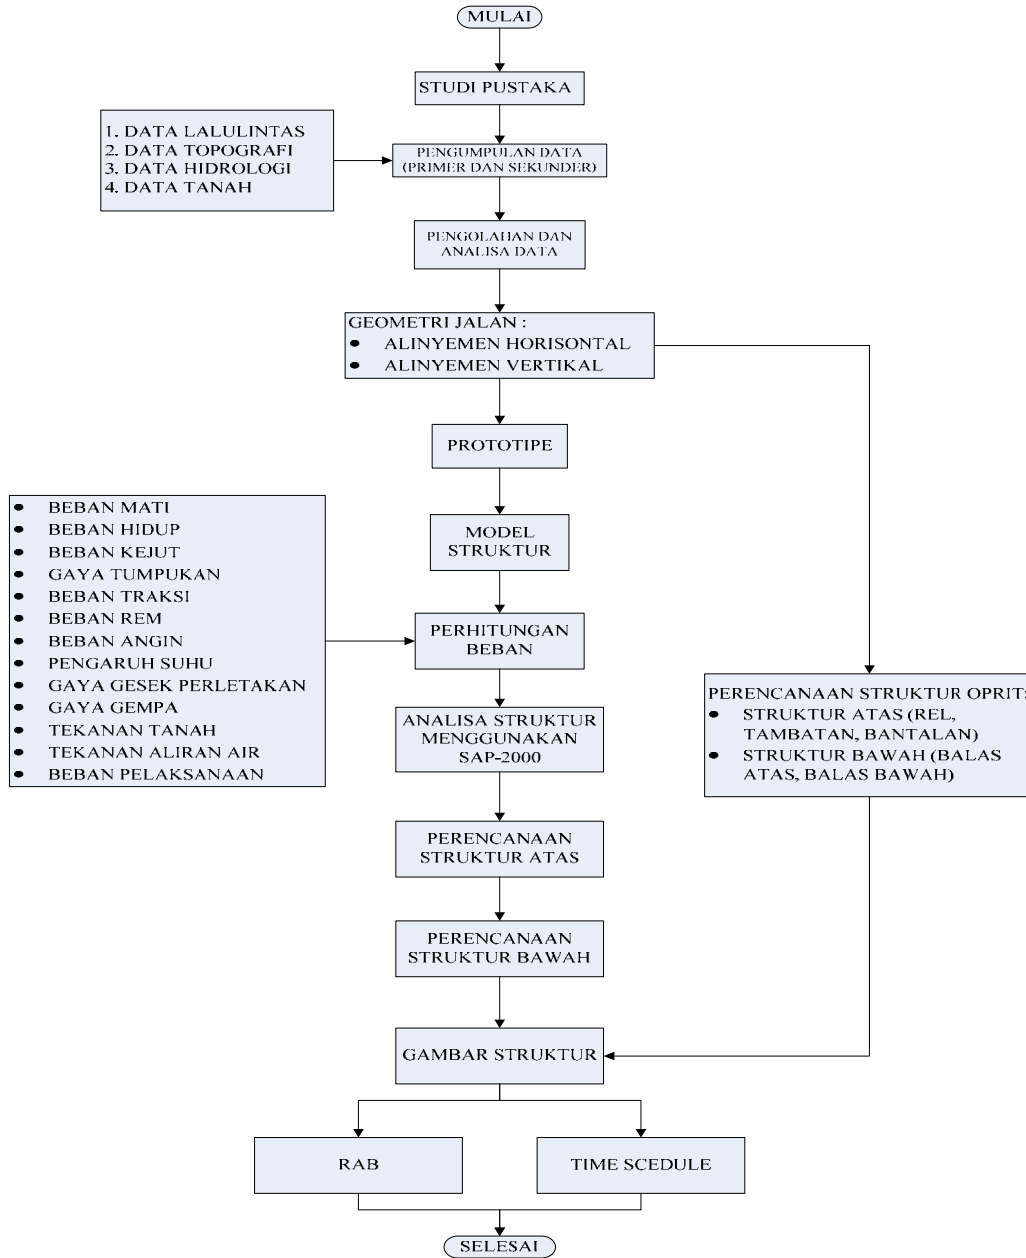 MULAI
STUDI PUSTAKA
1. DATA LALULINTAS
2. DATA TOPOGRAFI
3. DATA HIDROLOGI
4. DATA TANAH
PENGUMPULAN DATA
(PRIMER DAN SEKUNDER)
PENGOLAHAN DAN
ANALISA DATA
GEOMETRI JALAN :
• ALINYEMEN HORISONTAL
• ALINYEMEN VERTIKAL
PROTOTIPE
MODEL
STRUKTUR
• BEBAN MATI
• BEBAN HIDUP
• BEBAN KEJUT
• GAYA TUMPUKAN
• BEBAN TRAKSI
• BEBAN REM
• BEBAN ANGIN
• PENGARUH SUHU
• GAYA GESEK PERLETAKAN
• GAYA GEMPA
• TEKANAN TANAH
• TEKANAN ALIRAN AIR
• BEBAN PELAKSANAAN
PERHITUNGAN
BEBAN
ANALISA STRUKTUR
MENGGUNAKAN
SAP-2000
PERENCANAAN STRUKTUR OPRIT:
• STRUKTUR ATAS (REL,
TAMBATAN, BANTALAN)
• STRUKTUR BAWAH (BALAS
ATAS, BALAS BAWAH)
PERENCANAAN
STRUKTUR ATAS
PERENCANAAN
STRUKTUR BAWAH
GAMBAR STRUKTUR
RAB
TIME SCEDULE
SELESAI